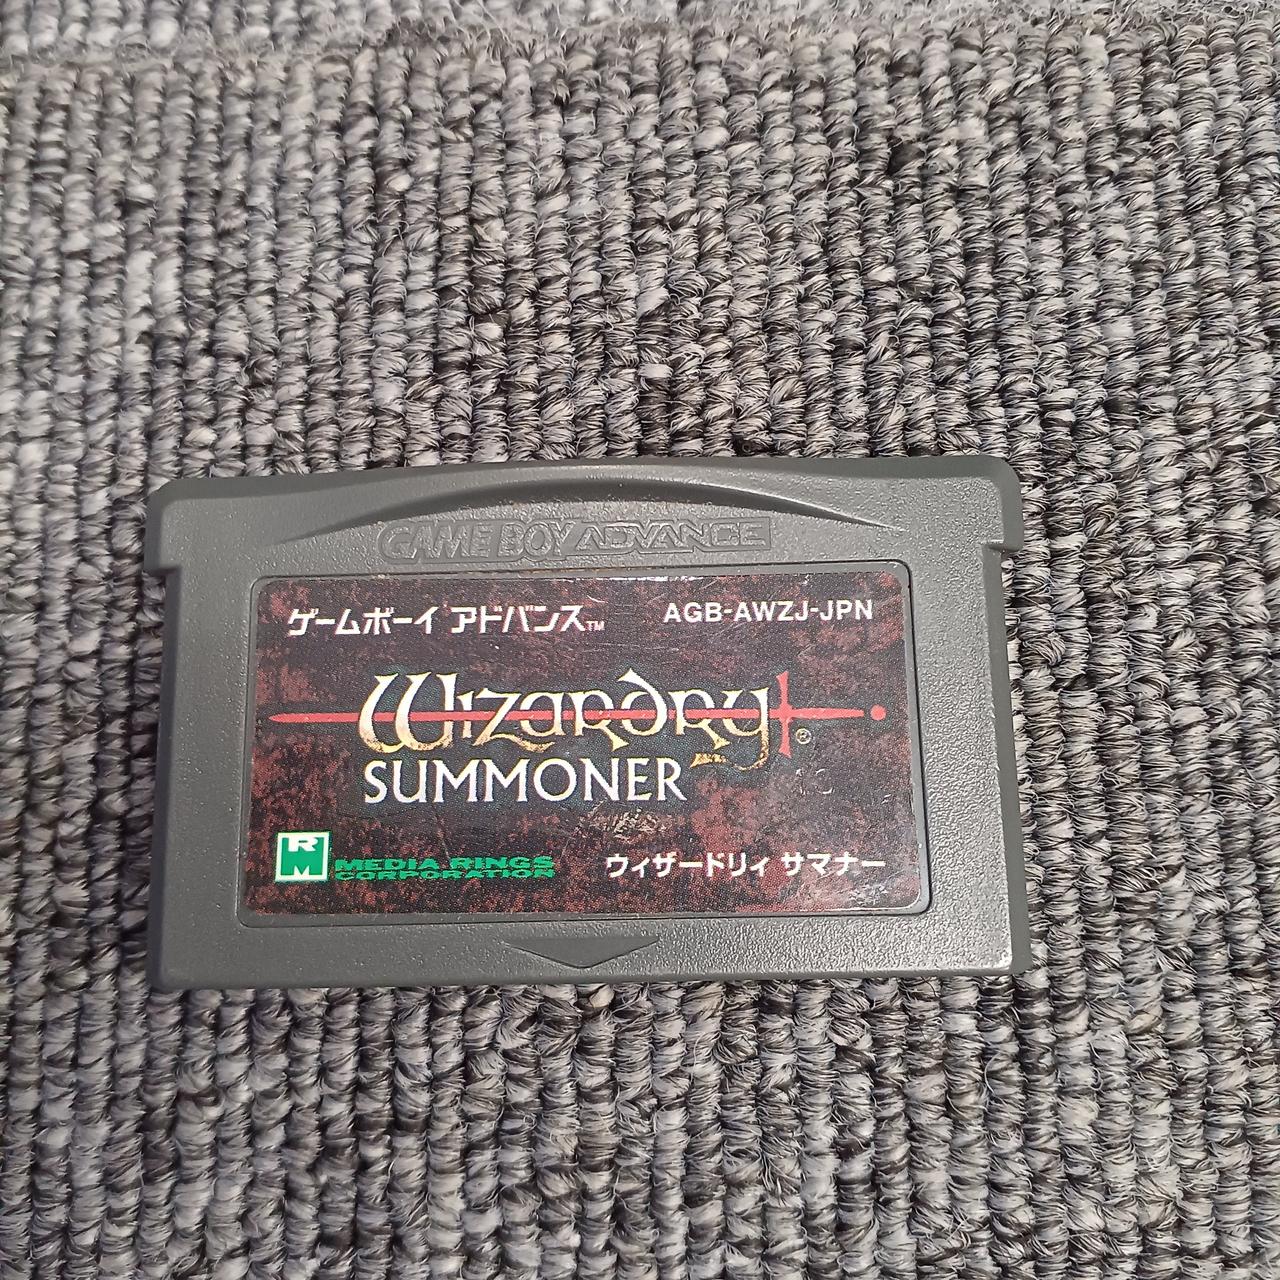 GAME BOY ADVANCE
ゲームボーイ アドバンス™ AGB-AWZJ-JPN
Wizardry®
SUMMONER
RM MEDIA RINGS
CORPORATION
ウィザードリィ サマナー